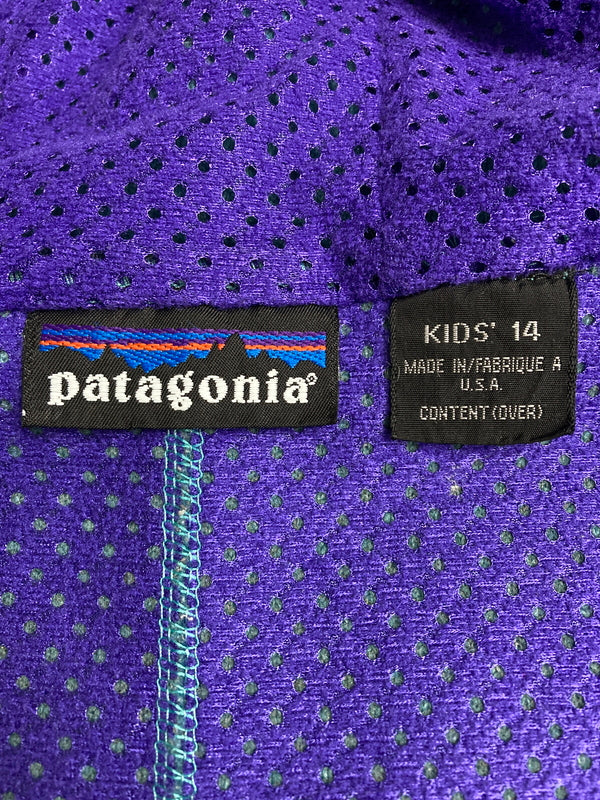 patagonia®
KIDS' 14
MADE IN/FABRIQUE A
U.S.A.
CONTENT (OVER)